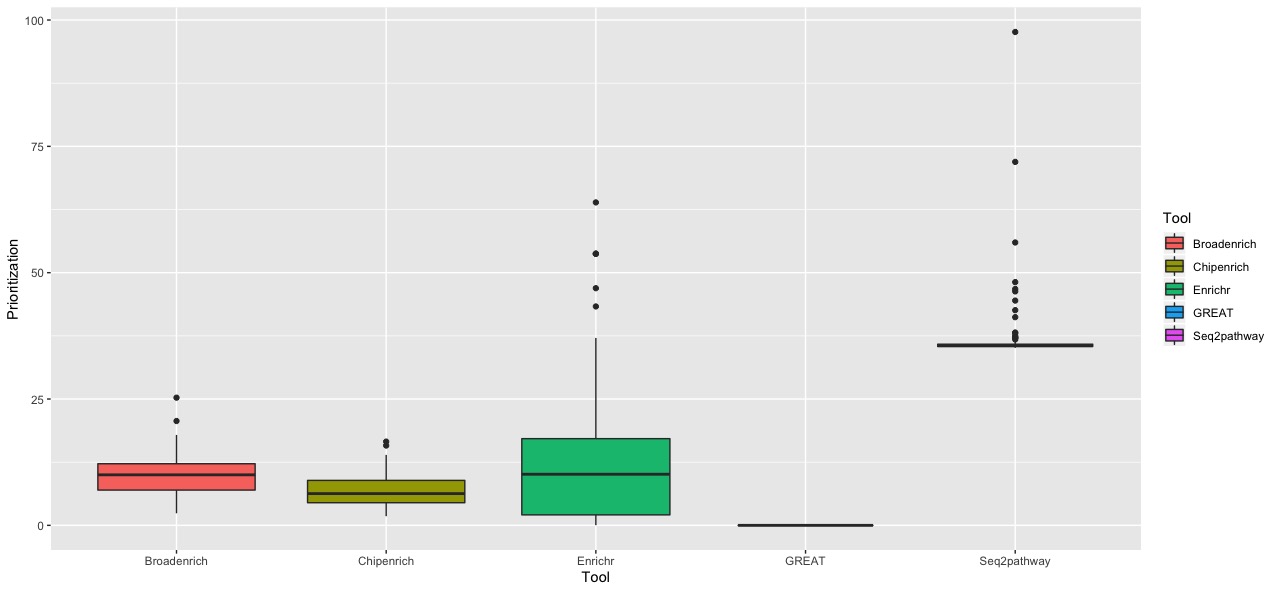 100
75
50
25
0
Prioritization
Broadenrich
Chipenrich
Enrichr
GREAT
Seq2pathway
Tool
Tool
Broadenrich
Chipenrich
Enrichr
GREAT
Seq2pathway